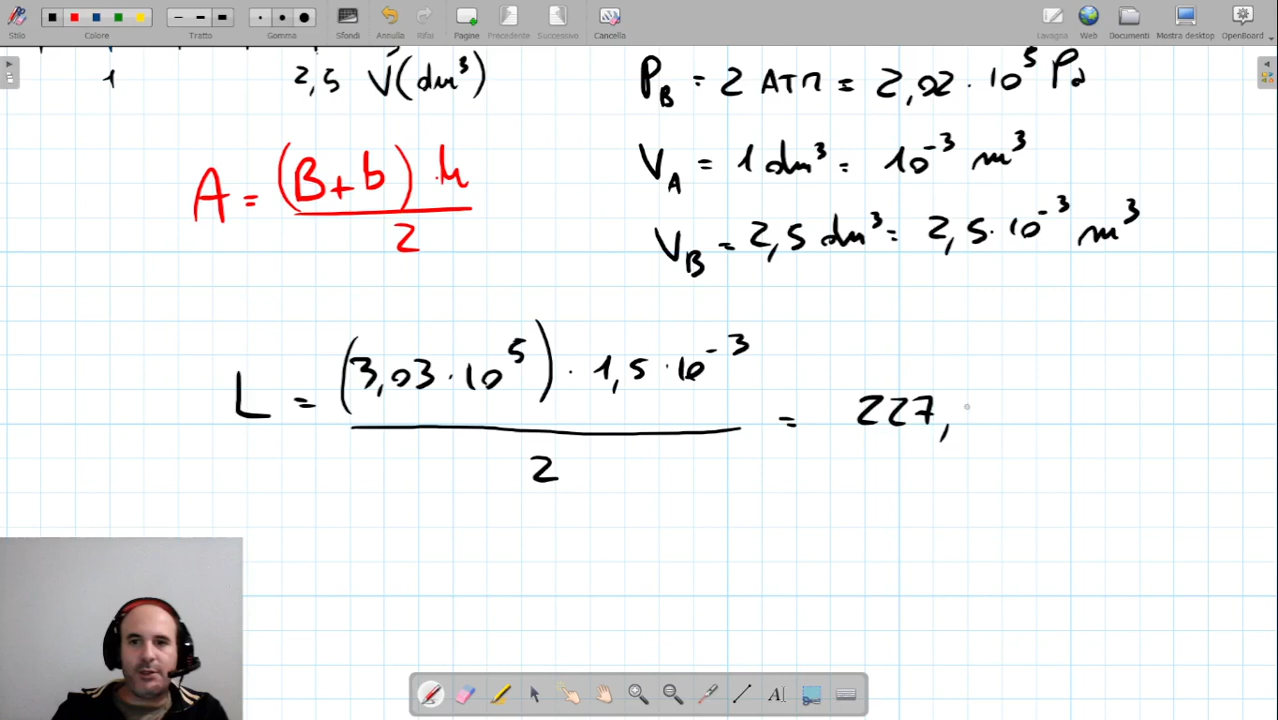 Stilo Colore Tratto Gomma Sfondi Annulla Rifai Pagine Precedente Successivo Cancella Lavagna Web Documenti Mostra desktop OpenBoard
1 2,5 V(dm³)
P_B = 2 ATM = 2,02 · 10⁵ Pa
A = (B+b) · h / 2
V_A = 1 dm³ = 10⁻³ m³
V_B = 2,5 dm³ = 2,5 · 10⁻³ m³
L = (3,03 · 10⁵) · 1,5 · 10⁻³ / 2 = 227,